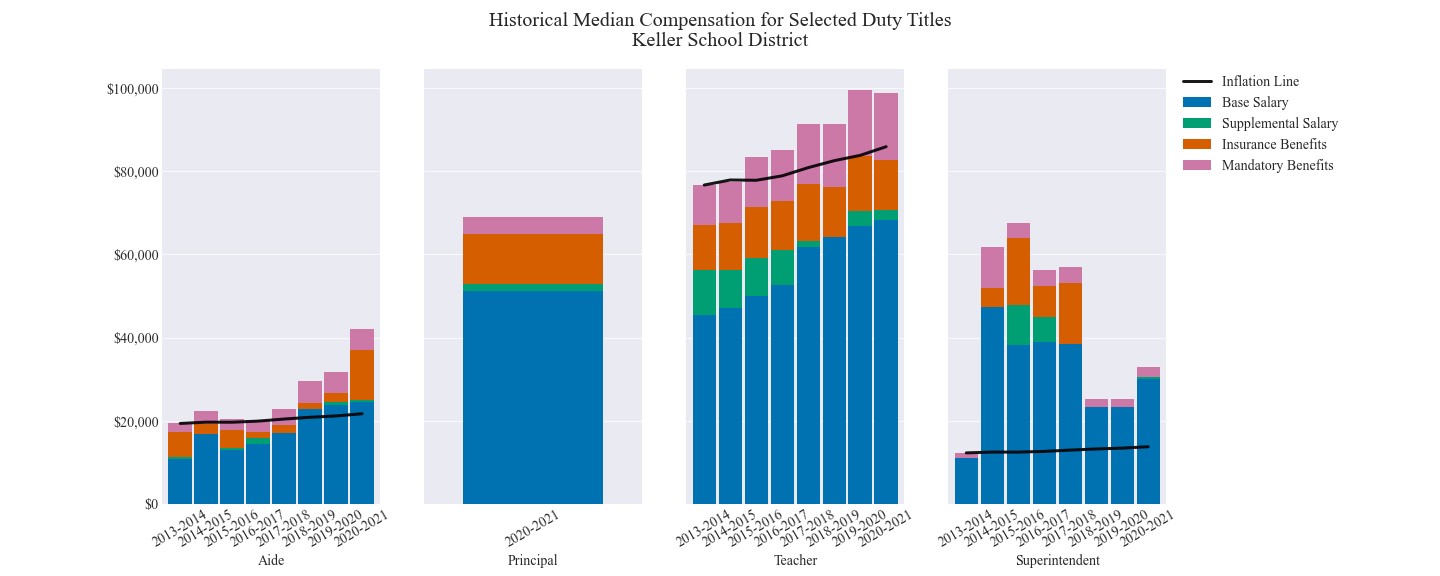 Historical Median Compensation for Selected Duty Titles
Keller School District
$100,000
$80,000
$60,000
$40,000
$20,000
$0
2013-2014
2014-2015
2015-2016
2016-2017
2017-2018
2018-2019
2019-2020
2020-2021
Aide
2020-2021
Principal
2013-2014
2014-2015
2015-2016
2016-2017
2017-2018
2018-2019
2019-2020
2020-2021
Teacher
2013-2014
2014-2015
2015-2016
2016-2017
2017-2018
2018-2019
2019-2020
2020-2021
Superintendent
Inflation Line
Base Salary
Supplemental Salary
Insurance Benefits
Mandatory Benefits